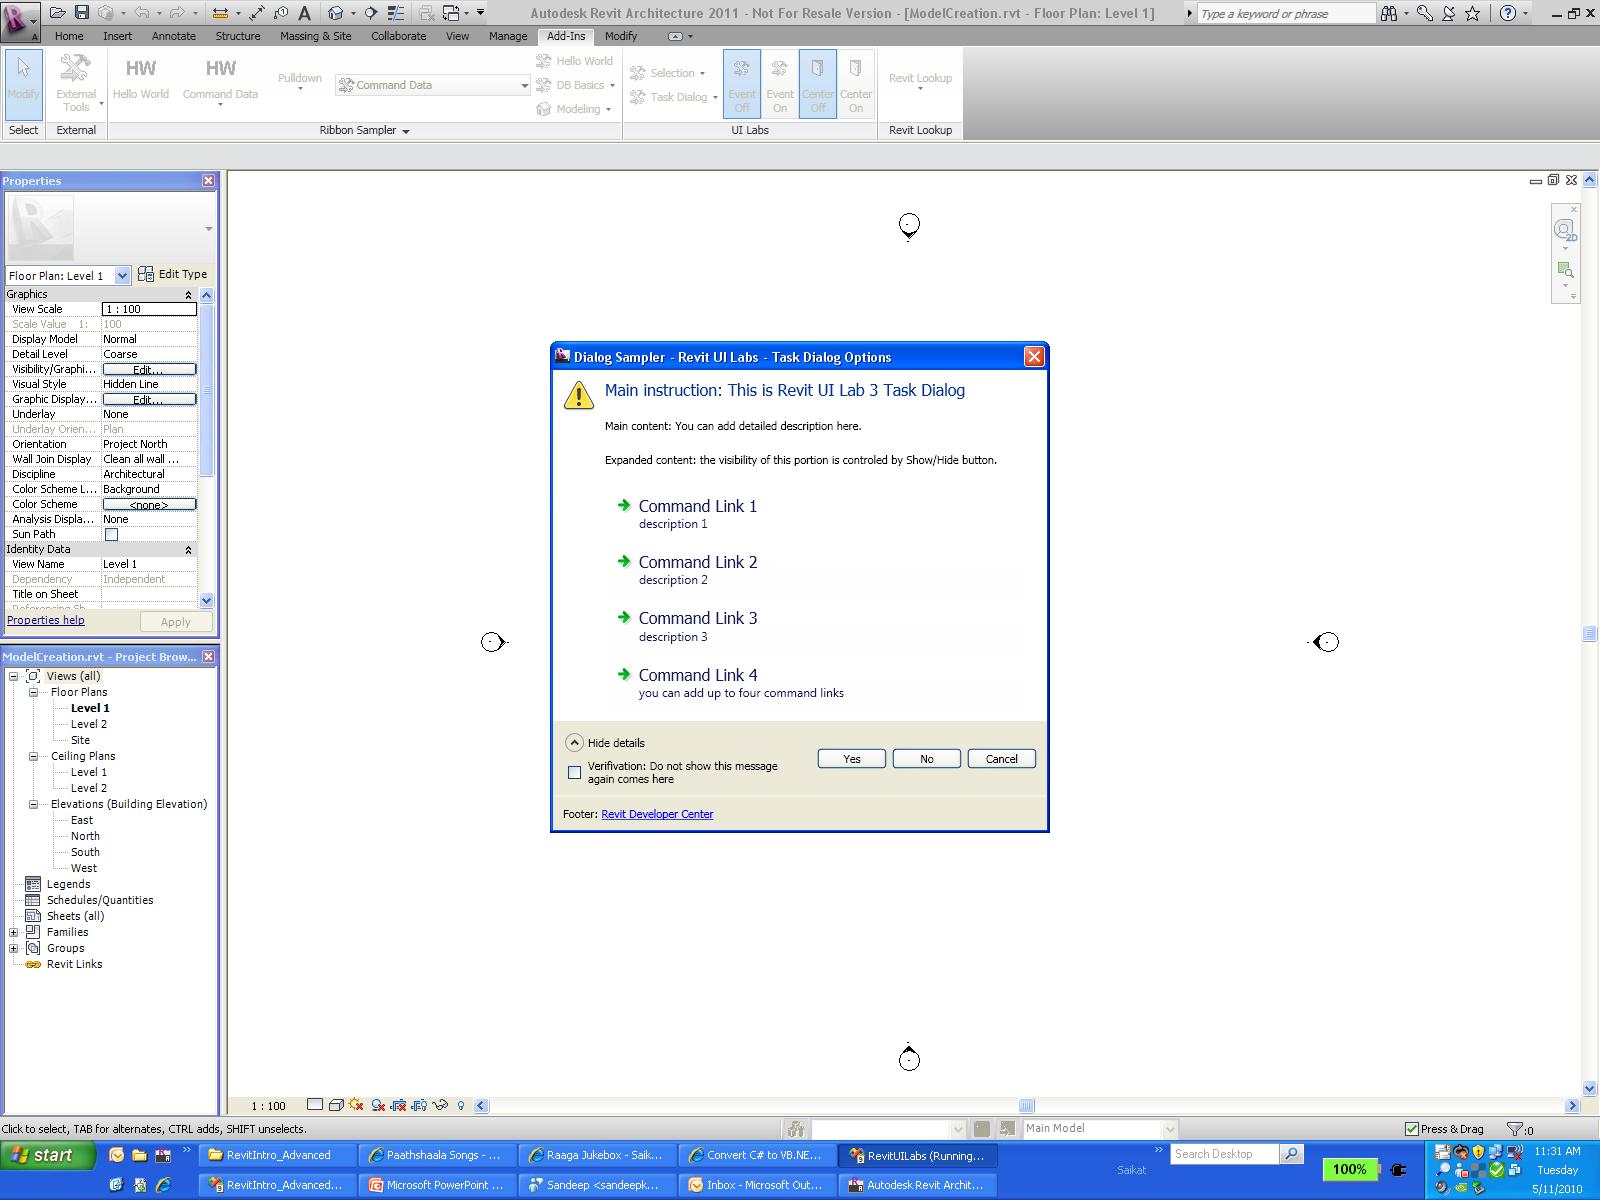 Autodesk Revit Architecture 2011 - Not For Resale Version - [ModelCreation.rvt - Floor Plan: Level 1]
Type a keyword or phrase
Home Insert Annotate Structure Massing & Site Collaborate View Manage Add-Ins Modify
Modify
External Tools
HW Hello World
HW Command Data
Pulldown
Command Data
Hello World
DB Basics
Modeling
Selection
Task Dialog
Event Off
Event On
Center Off
Center On
Revit Lookup
Select External Ribbon Sampler UI Labs Revit Lookup
Properties
Floor Plan: Level 1 Edit Type
Graphics
View Scale 1 : 100
Scale Value 1: 100
Display Model Normal
Detail Level Coarse
Visibility/Graphi... Edit...
Visual Style Hidden Line
Graphic Display... Edit...
Underlay None
Underlay Orien... Plan
Orientation Project North
Wall Join Display Clean all wall ...
Discipline Architectural
Color Scheme L... Background
Color Scheme <none>
Analysis Displa... None
Sun Path
Identity Data
View Name Level 1
Dependency Independent
Title on Sheet
Properties help Apply
ModelCreation.rvt - Project Brow...
Views (all)
Floor Plans
Level 1
Level 2
Site
Ceiling Plans
Level 1
Level 2
Elevations (Building Elevation)
East
North
South
West
Legends
Schedules/Quantities
Sheets (all)
Families
Groups
Revit Links
2D
Dialog Sampler - Revit UI Labs - Task Dialog Options
Main instruction: This is Revit UI Lab 3 Task Dialog
Main content: You can add detailed description here.
Expanded content: the visibility of this portion is controled by Show/Hide button.
Command Link 1
description 1
Command Link 2
description 2
Command Link 3
description 3
Command Link 4
you can add up to four command links
Hide details
Verifivation: Do not show this message
again comes here
Yes No Cancel
Footer: Revit Developer Center
1 : 100
Click to select, TAB for alternates, CTRL adds, SHIFT unselects.
Main Model
Press & Drag
:0
start
RevitIntro_Advanced
Paathshaala Songs - ...
Raaga Jukebox - Saik...
Convert C# to VB.NE...
RevitUILabs (Running...
Search Desktop
RevitIntro_Advanced...
Microsoft PowerPoint ...
Sandeep <sandeepk...
Inbox - Microsoft Out...
Autodesk Revit Archit...
Saikat
100%
11:31 AM
Tuesday
5/11/2010